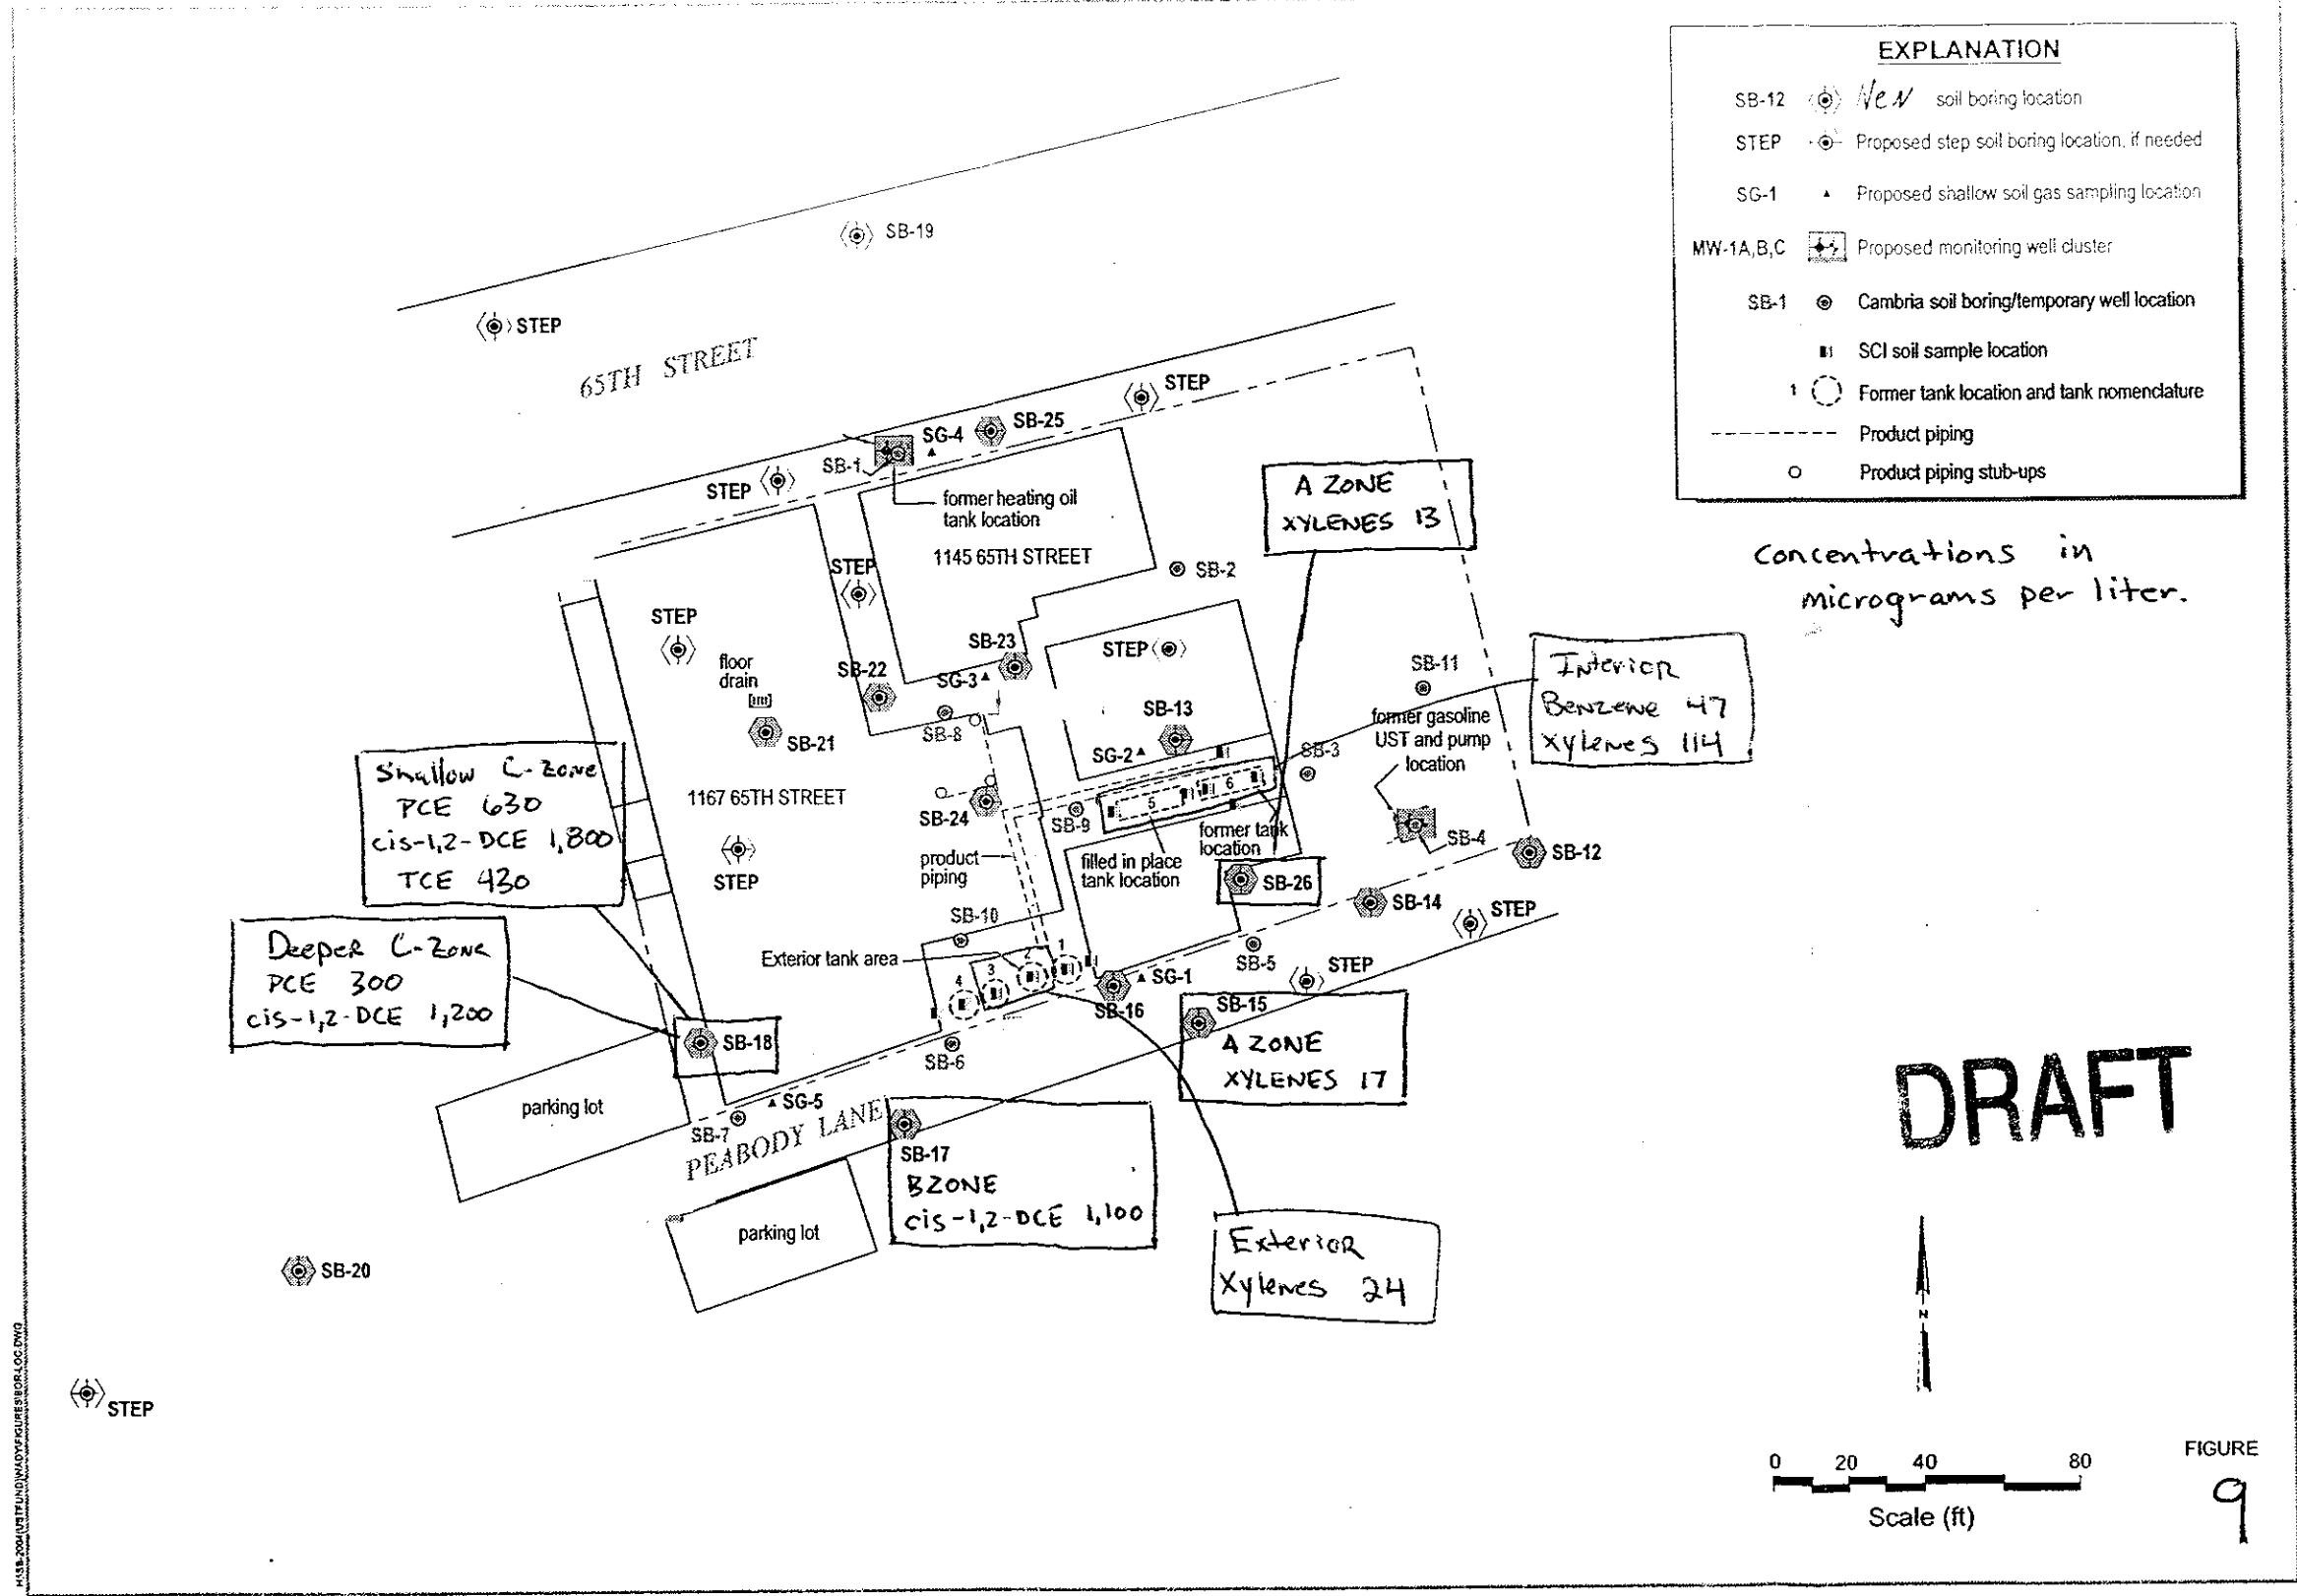 EXPLANATION
SB-12 New soil boring location
STEP Proposed step soil boring location, if needed
SG-1 Proposed shallow soil gas sampling location
MW-1A,B,C Proposed monitoring well cluster
SB-1 Cambria soil boring/temporary well location
SCI soil sample location
1 Former tank location and tank nomenclature
Product piping
Product piping stub-ups
Concentrations in
micrograms per liter.
SB-19
STEP
65TH STREET
STEP
SB-25
SG-4
SB-1
STEP
former heating oil
tank location
1145 65TH STREET
A ZONE
XYLENES 13
SB-2
STEP
STEP
floor
drain
SB-23
SG-3
SB-22
STEP
SB-11
Interior
Benzene 47
Xylenes 114
SB-21
SB-8
SB-13
SG-2
former gasoline
UST and pump
location
SB-3
Shallow C-Zone
PCE 630
cis-1,2-DCE 1,800
TCE 430
1167 65TH STREET
SB-24
SB-9
5
6
former tank
location
SB-4
SB-12
STEP
product
piping
filled in place
tank location
SB-26
SB-14
STEP
SB-10
Exterior tank area
1
2
3
4
SB-5
STEP
SG-1
SB-16
Deeper C-Zone
PCE 300
cis-1,2-DCE 1,200
SB-18
SB-6
SB-15
A ZONE
XYLENES 17
parking lot
SG-5
SB-7
PEABODY LANE
SB-17
B ZONE
cis-1,2-DCE 1,100
parking lot
Exterior
Xylenes 24
SB-20
STEP
DRAFT
N
0 20 40 80
Scale (ft)
FIGURE
9
H:\SB-2004(USTFUND)\NADY\FIGURES\BOR-LOC.DWG